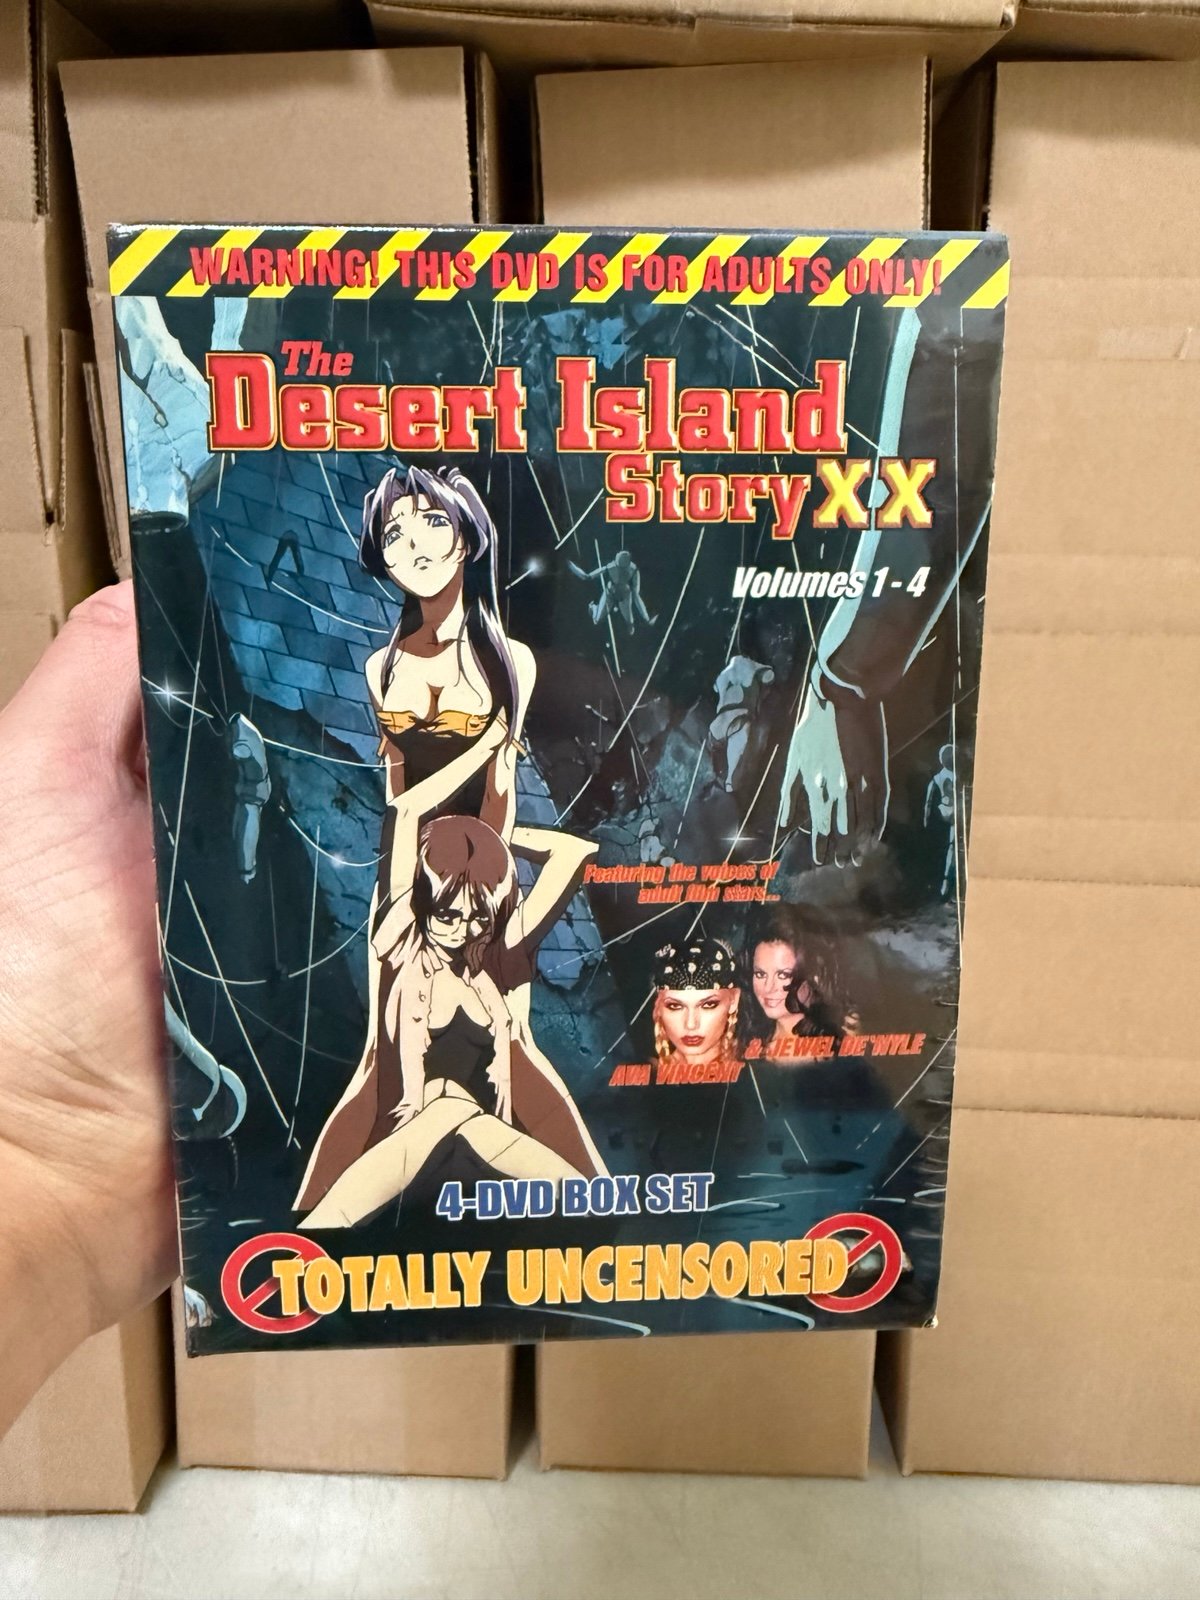 WARNING! THIS DVD IS FOR ADULTS ONLY!
The
Desert Island
Story XX
Volumes 1 - 4
Featuring the voices of
adult film stars...
& JEWEL DE'NYLE
AVA VINCENT
4-DVD BOX SET
TOTALLY UNCENSORED